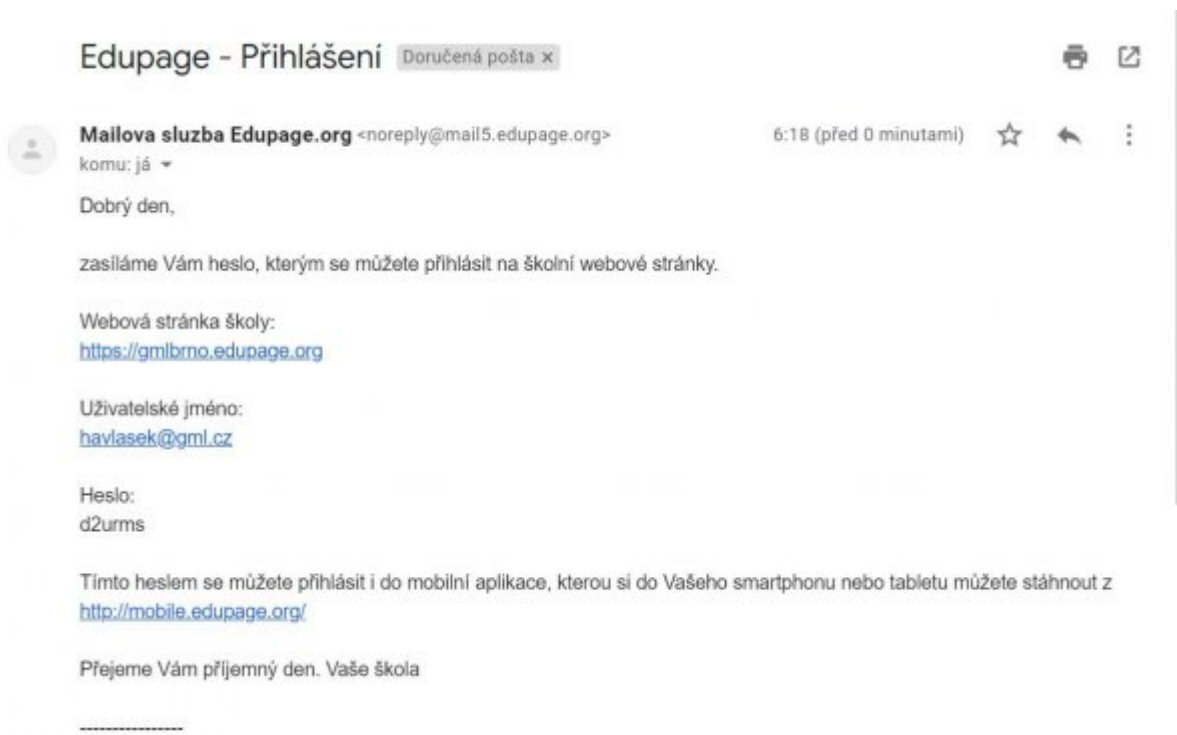 Edupage - Přihlášení Doručená pošta x
Mailova sluzba Edupage.org <noreply@mail5.edupage.org> 6:18 (před 0 minutami)
komu: já
Dobrý den,
zasíláme Vám heslo, kterým se můžete přihlásit na školní webové stránky.
Webová stránka školy:
https://gmlbrno.edupage.org
Uživatelské jméno:
havlasek@gml.cz
Heslo:
d2urms
Tímto heslem se můžete přihlásit i do mobilní aplikace, kterou si do Vašeho smartphonu nebo tabletu můžete stáhnout z
http://mobile.edupage.org/
Přejeme Vám příjemný den. Vaše škola
----------------